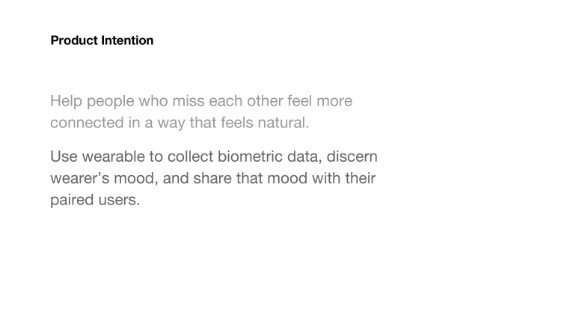 Product Intention
Help people who miss each other feel more
connected in a way that feels natural.
Use wearable to collect biometric data, discern
wearer’s mood, and share that mood with their
paired users.